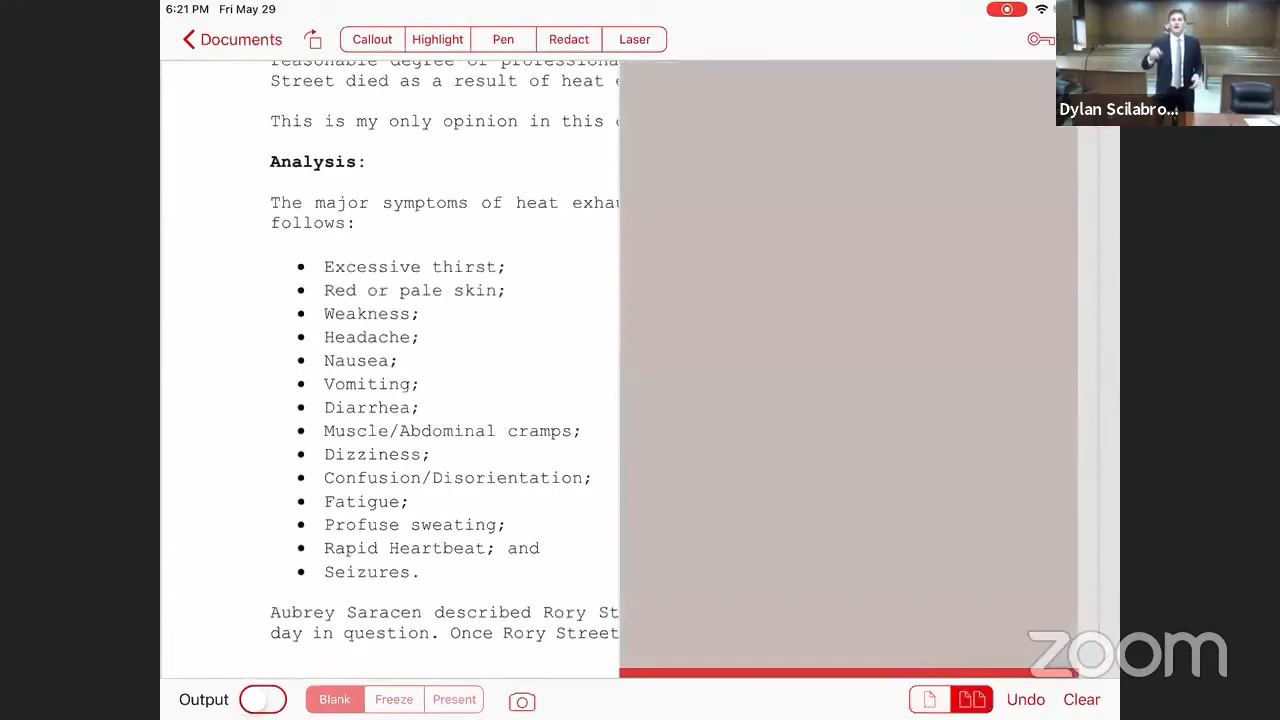 6:21 PM Fri May 29
Documents
Callout
Highlight
Pen
Redact
Laser
Dylan Scilabro...
reasonable degree of professiona
Street died as a result of heat
This is my only opinion in this
Analysis:
The major symptoms of heat exhau
follows:
• Excessive thirst;
• Red or pale skin;
• Weakness;
• Headache;
• Nausea;
• Vomiting;
• Diarrhea;
• Muscle/Abdominal cramps;
• Dizziness;
• Confusion/Disorientation;
• Fatigue;
• Profuse sweating;
• Rapid Heartbeat; and
• Seizures.
Aubrey Saracen described Rory St
day in question. Once Rory Street
zoom
Output
Blank
Freeze
Present
Undo
Clear